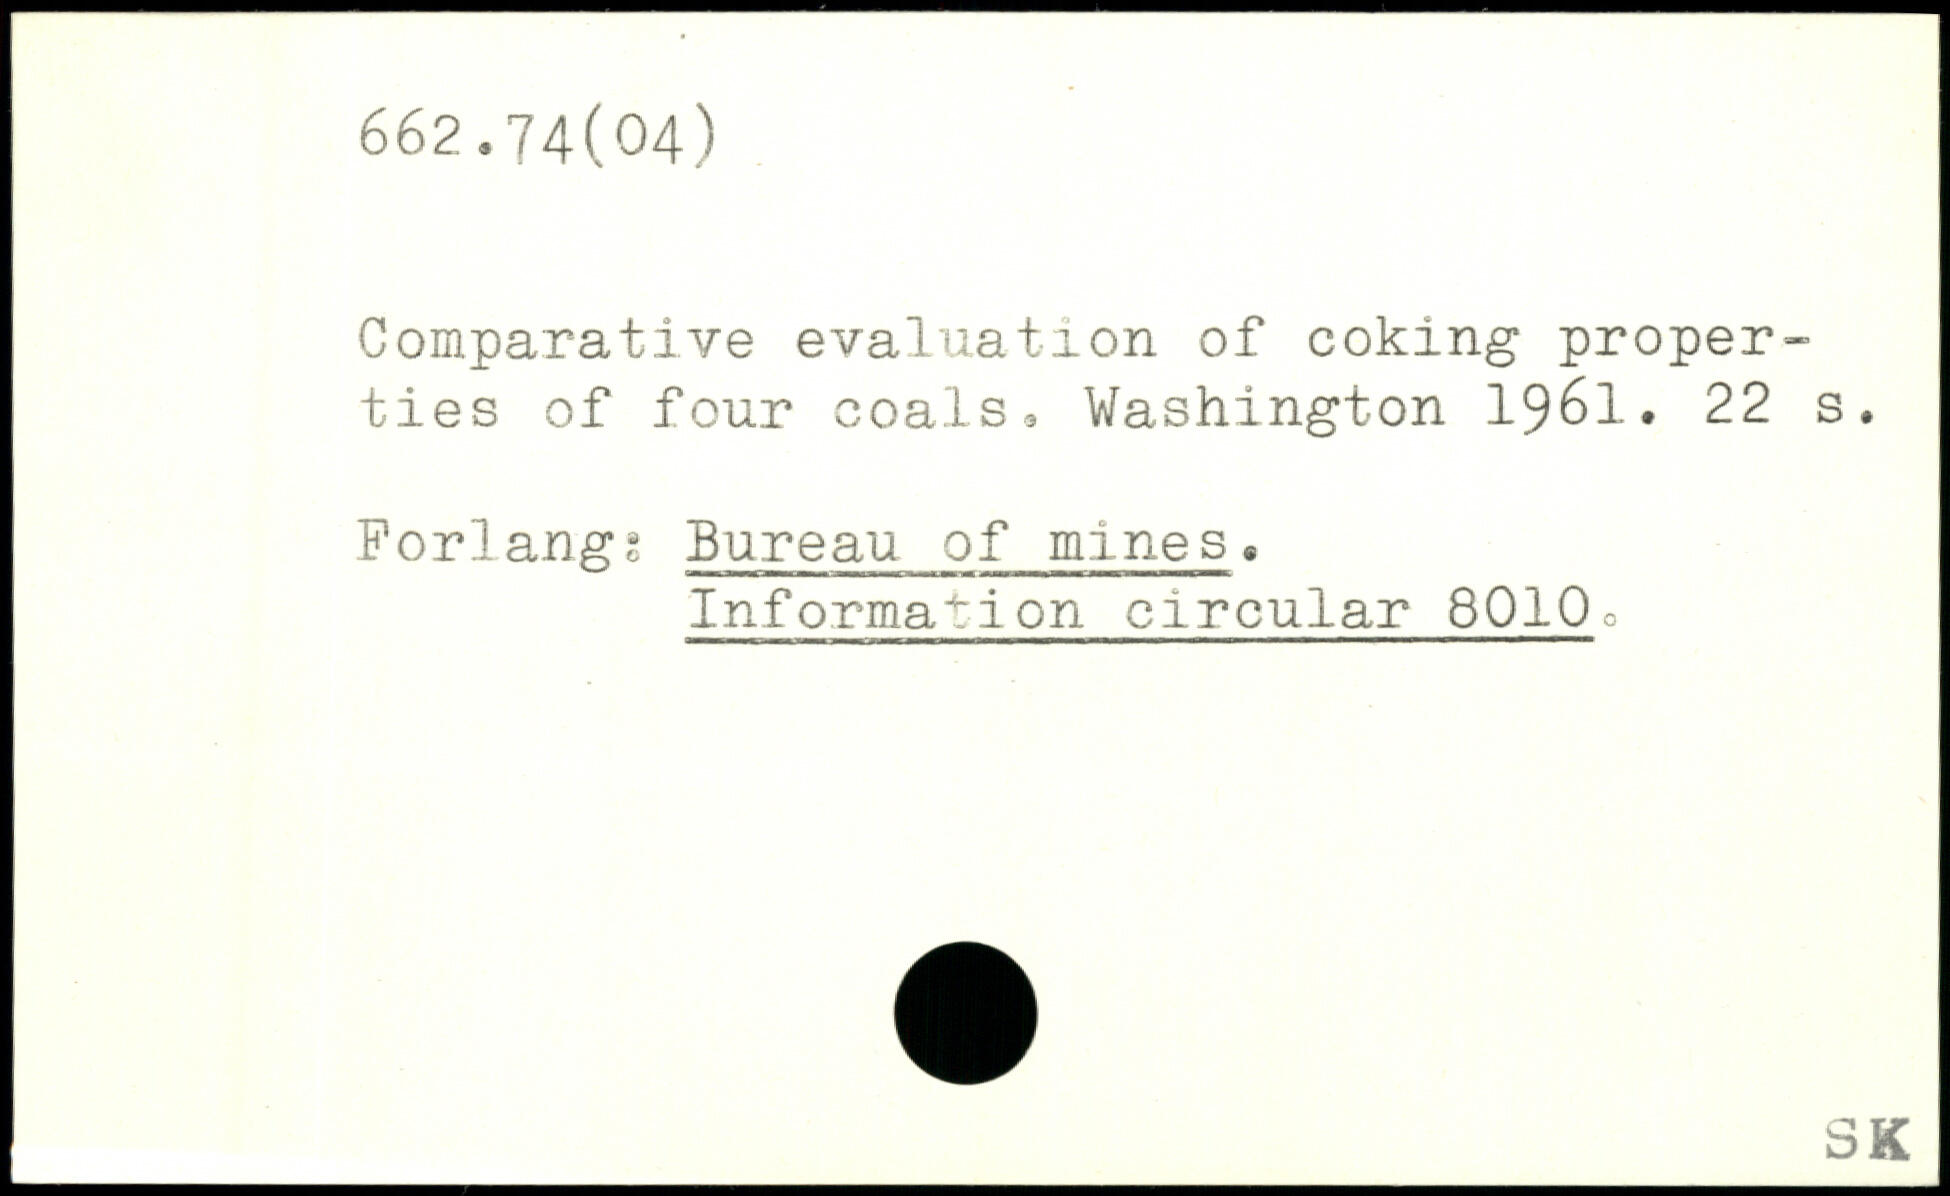 662.74(04)
Comparative evaluation of coking proper-
ties of four coals. Washington 1961. 22 s.
Forlang: Bureau of mines.
Information circular 8010.
SK